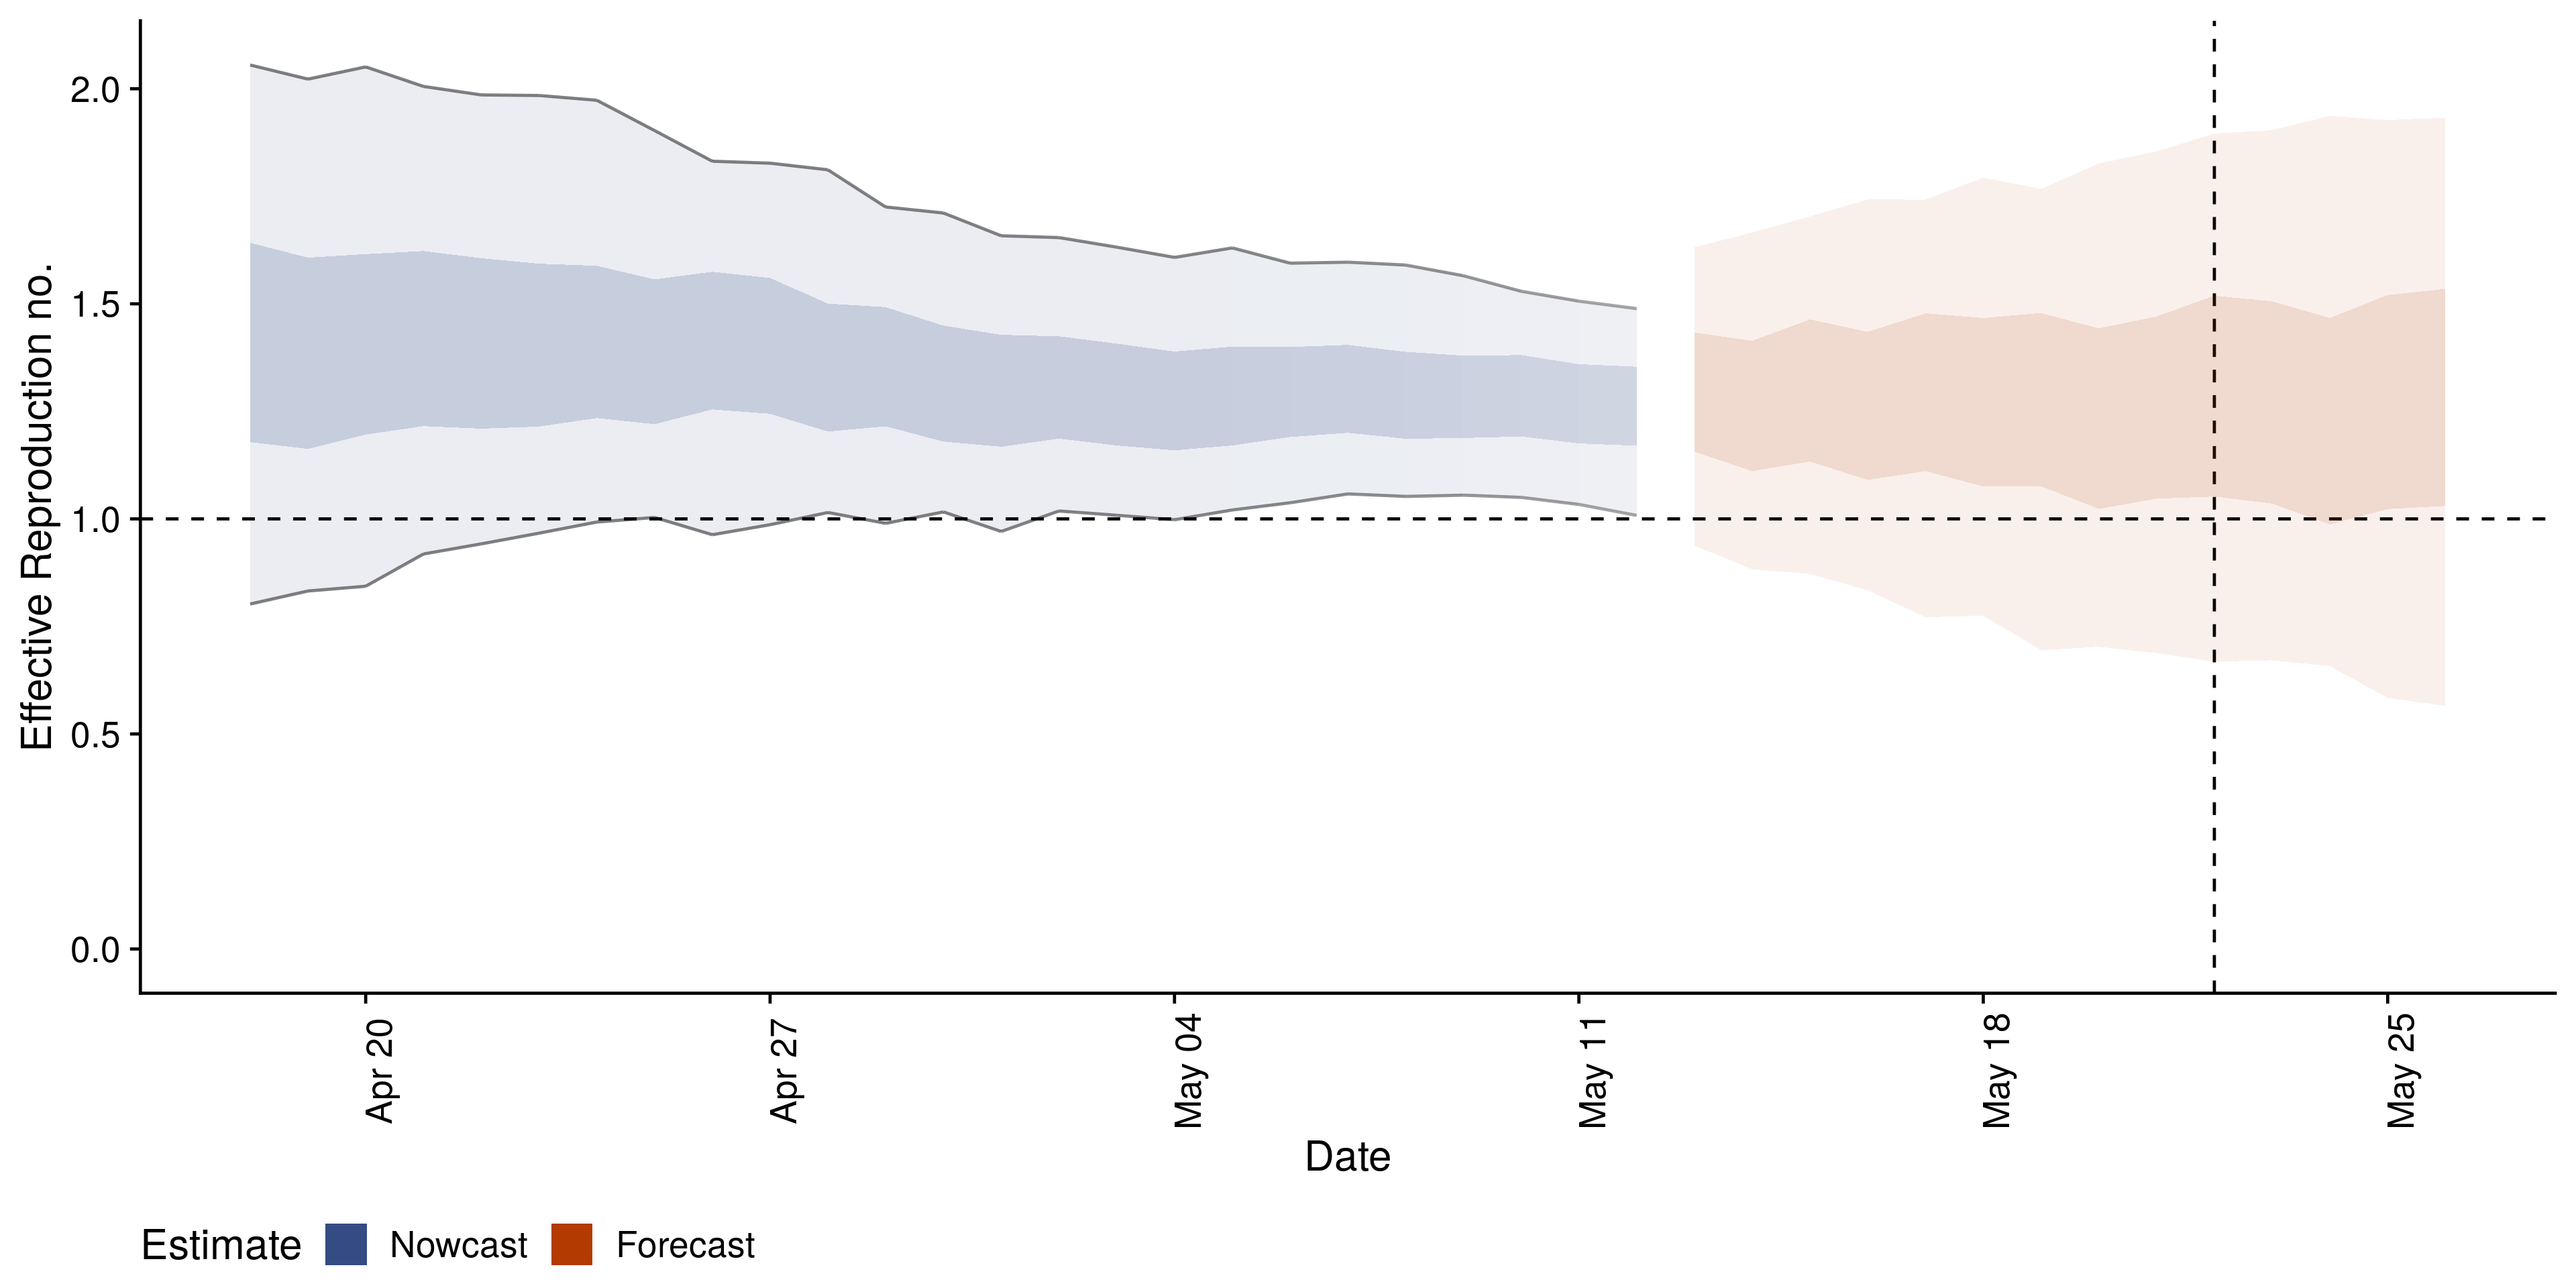 Effective Reproduction no.
2.0
1.5
1.0
0.5
0.0
Apr 20
Apr 27
May 04
May 11
May 18
May 25
Date
Estimate Nowcast Forecast